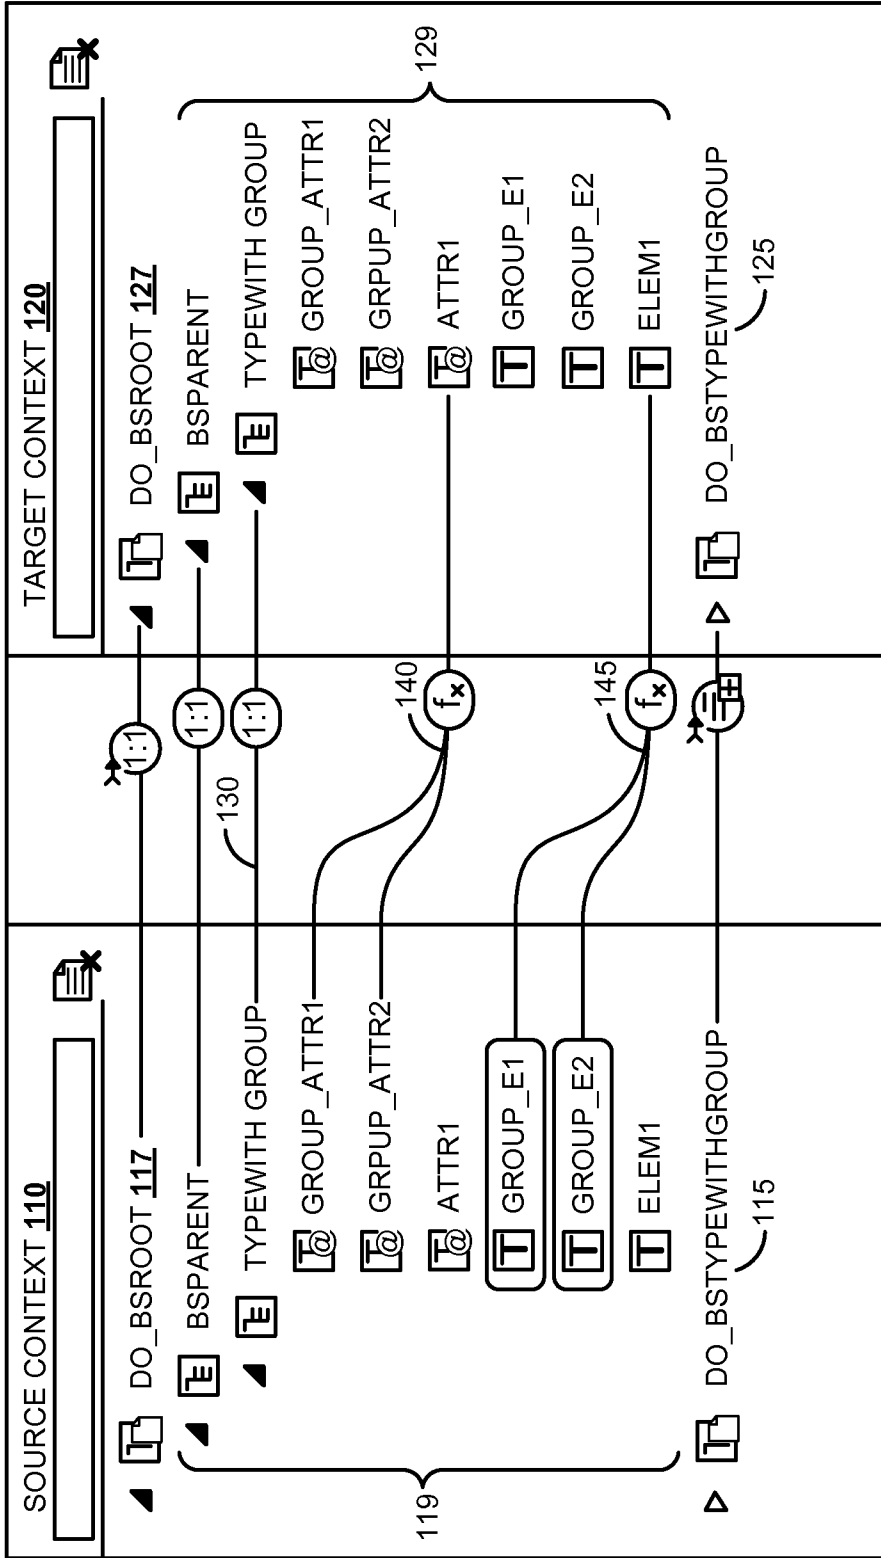 SOURCE CONTEXT 110
DO_BSROOT 117
BSPARENT
TYPEWITH GROUP
T@ GROUP_ATTR1
T@ GRPUP_ATTR2
T@ ATTR1
T GROUP_E1
T GROUP_E2
T ELEM1
DO_BSTYPEWITHGROUP
115
119
1:1
1:1
1:1
130
fx
140
fx
145
TARGET CONTEXT 120
DO_BSROOT 127
BSPARENT
TYPEWITH GROUP
T@ GROUP_ATTR1
T@ GRPUP_ATTR2
T@ ATTR1
T GROUP_E1
T GROUP_E2
T ELEM1
DO_BSTYPEWITHGROUP
125
129